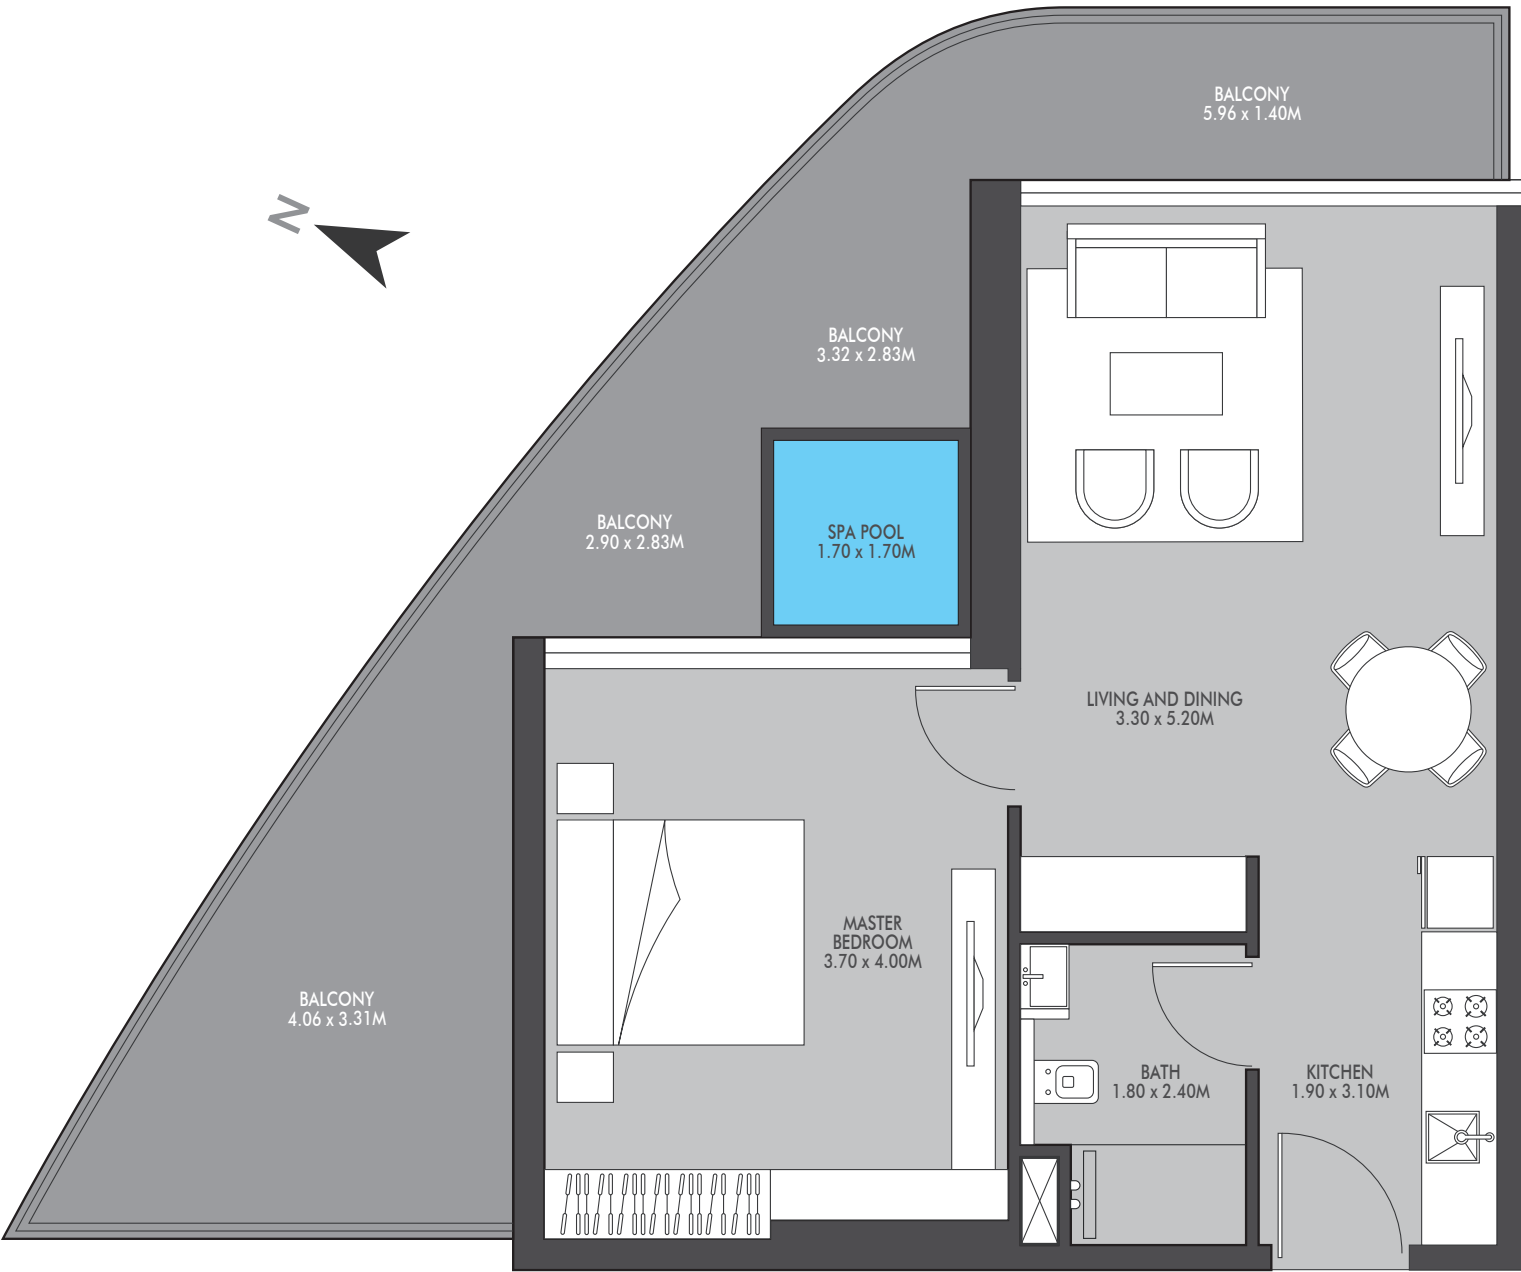 BALCONY
5.96 x 1.40M
N
BALCONY
3.32 x 2.83M
BALCONY
2.90 x 2.83M
SPA POOL
1.70 x 1.70M
LIVING AND DINING
3.30 x 5.20M
MASTER
BEDROOM
3.70 x 4.00M
BALCONY
4.06 x 3.31M
BATH
1.80 x 2.40M
KITCHEN
1.90 x 3.10M